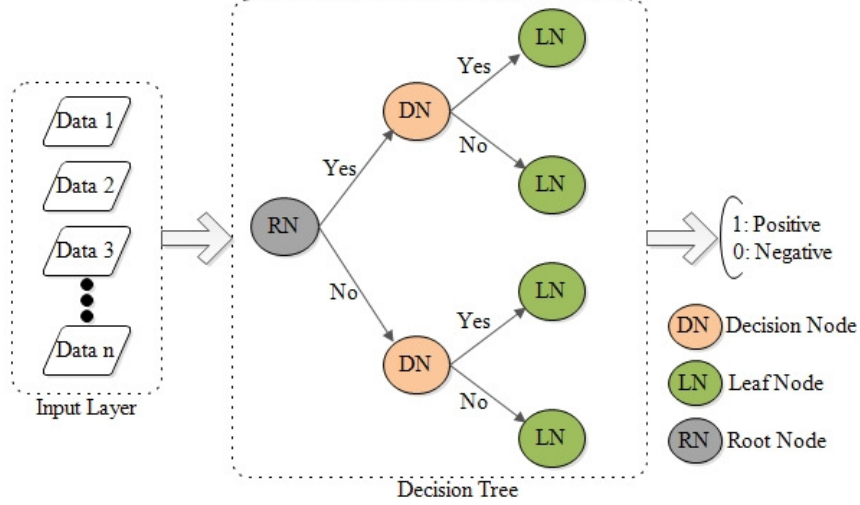 Data 1
Data 2
Data 3
Data n
Input Layer
RN
Yes
No
DN
DN
Yes
No
Yes
No
LN
LN
LN
LN
Decision Tree
1: Positive
0: Negative
DN Decision Node
LN Leaf Node
RN Root Node